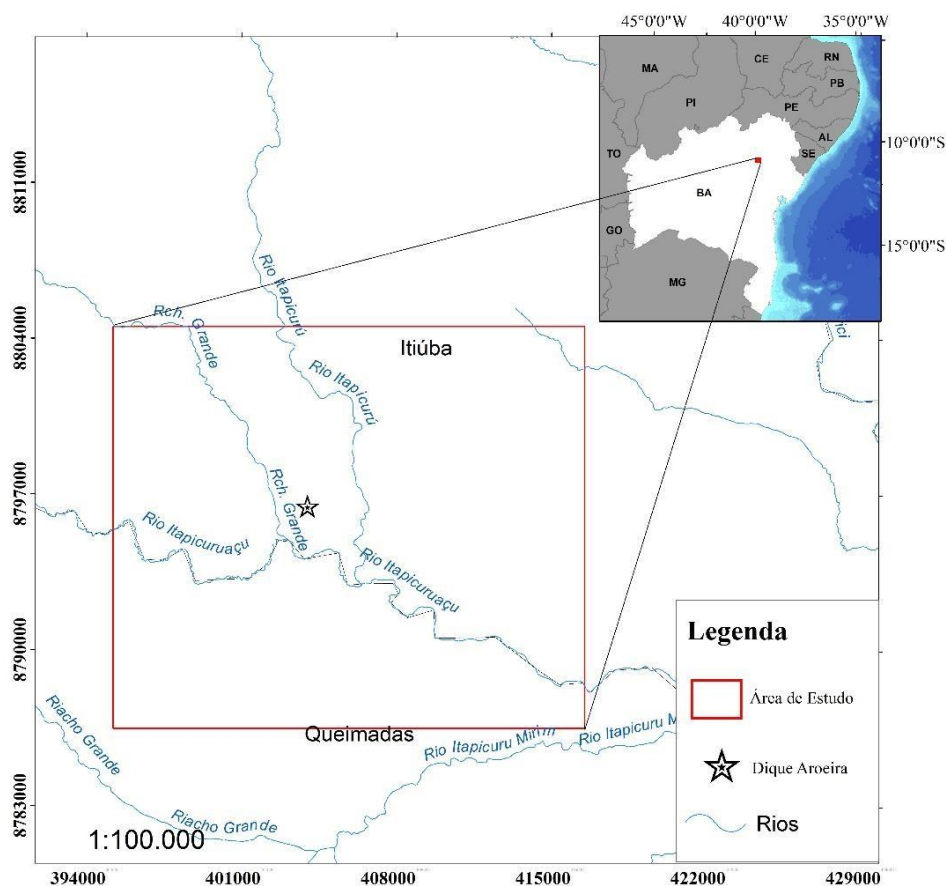 45°0'0"W 40°0'0"W 35°0'0"W
MA
CE
RN
PB
PI
PE
AL
SE
TO
BA
GO
MG
10°0'0"S
15°0'0"S
8811000
8804000
8797000
8790000
8783000
Rio Itapicurú
Rch. Grande
Itiúba
Rio Itapicurú
Rch. Grande
Rio Itapicuruaçu
Rio Itapicuruaçu
Riacho Grande
Queimadas
Rio Itapicuru Mirim
Rio Itapicuru M
Riacho Grande
1:100.000
Legenda
Área de Estudo
Dique Aroeira
Rios
394000 401000 408000 415000 422000 429000